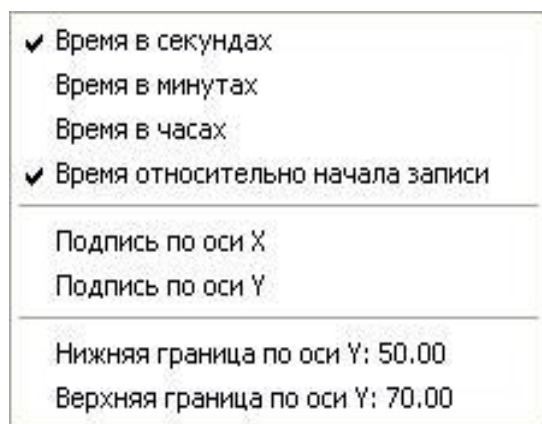 Время в секундах
Время в минутах
Время в часах
Время относительно начала записи
Подпись по оси X
Подпись по оси Y
Нижняя граница по оси Y: 50.00
Верхняя граница по оси Y: 70.00